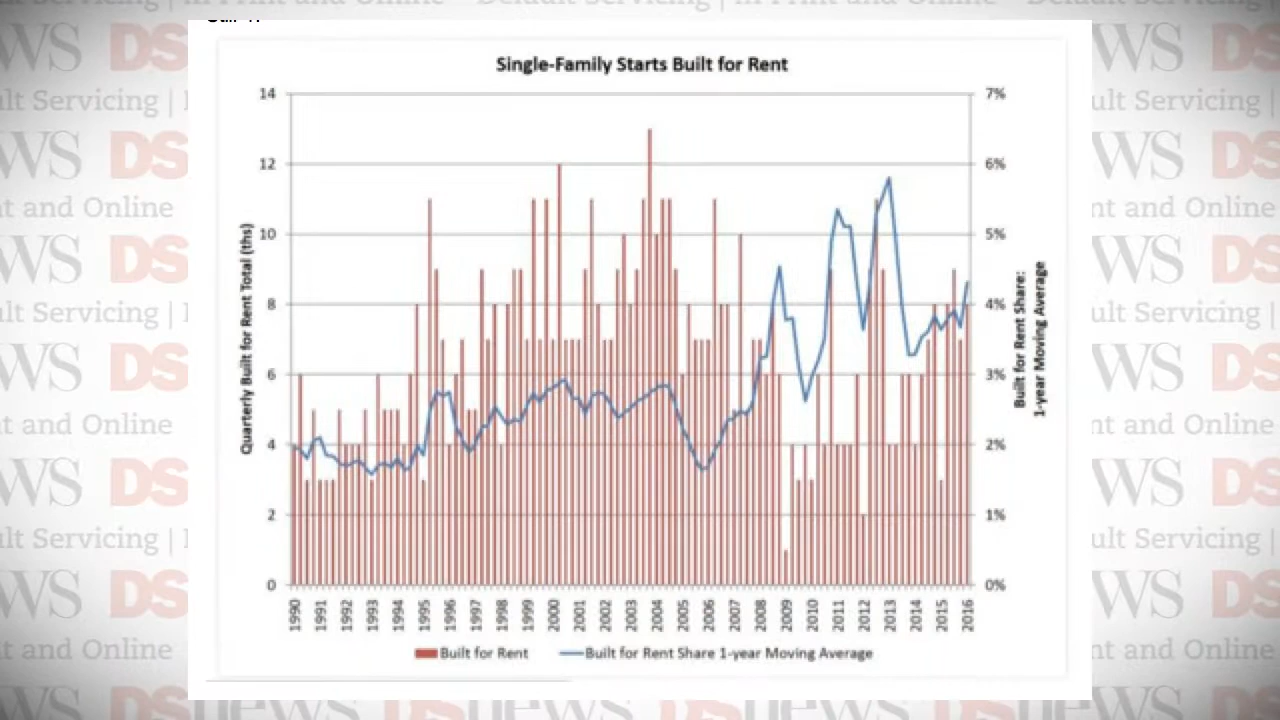 Single-Family Starts Built for Rent
14
12
10
8
6
4
2
0
7%
6%
5%
4%
3%
2%
1%
0%
Quarterly Built for Rent Total (ths)
Built for Rent Share:
1-year Moving Average
1990 1991 1992 1993 1994 1995 1996 1997 1998 1999 2000 2001 2002 2003 2004 2005 2006 2007 2008 2009 2010 2011 2012 2013 2014 2015 2016
Built for Rent
Built for Rent Share 1-year Moving Average
ws DS
ult Servicing |
nt and Online
DSnews